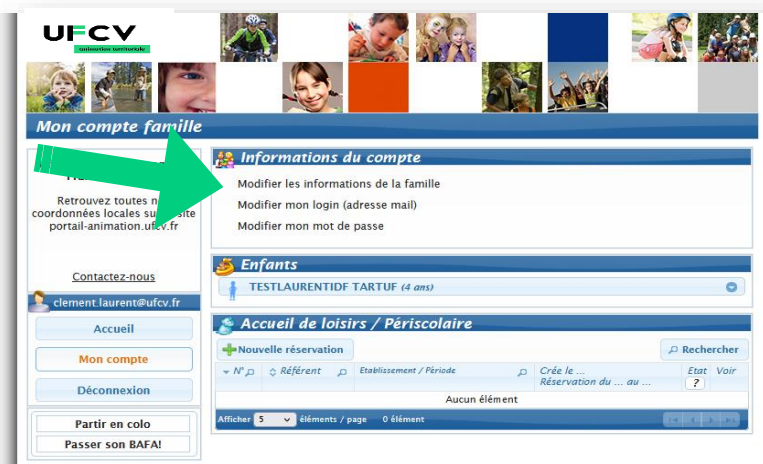 UFCV
animation territoriale
Mon compte famille
Retrouvez toutes
coordonnées locales site
portail-animation.ufcv.fr
Contactez-nous
clement.laurent@ufcv.fr
Accueil
Mon compte
Déconnexion
Partir en colo
Passer son BAFA!
Informations du compte
Modifier les informations de la famille
Modifier mon login (adresse mail)
Modifier mon mot de passe
Enfants
TESTLAURENTIDF TARTUF (4 ans)
Accueil de loisirs / Périscolaire
Nouvelle réservation
Rechercher
N° Référent Etablissement / Période Crée le ... Etat Voir
Réservation du ... au ... ?
Aucun élément
Afficher 5 éléments / page 0 élément